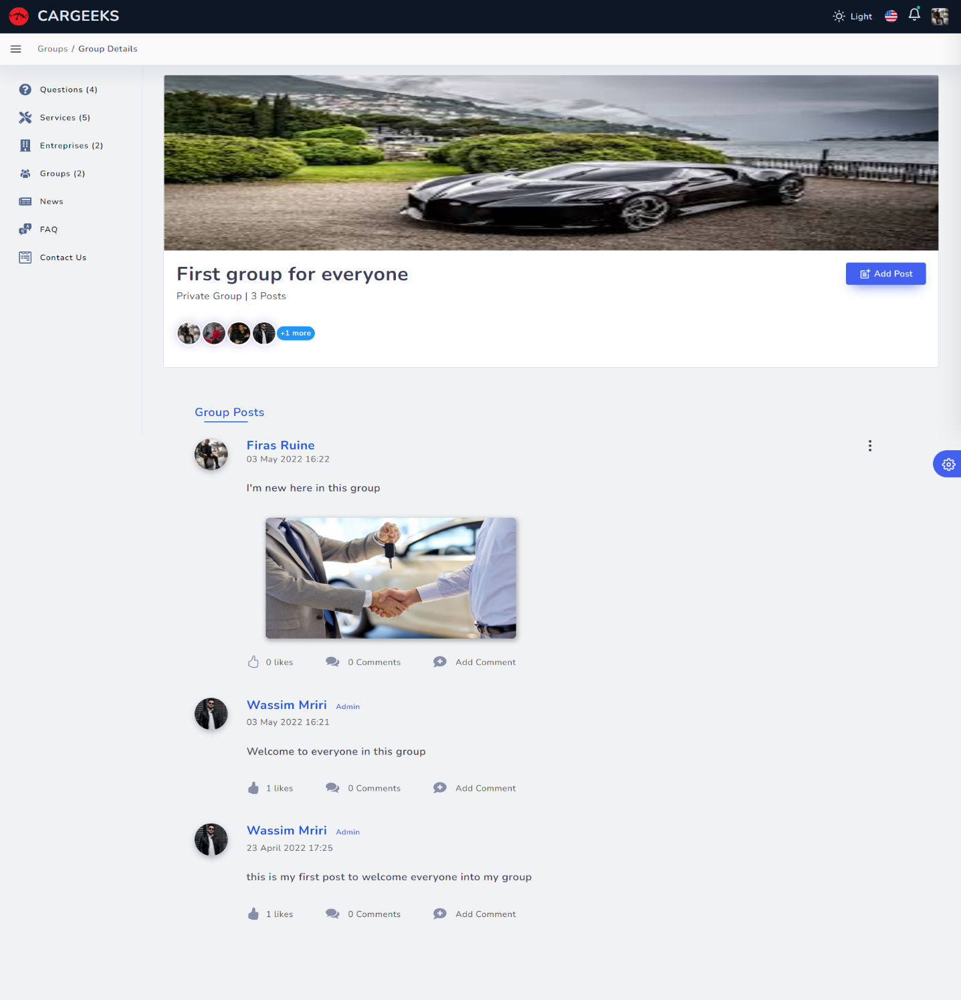 CARGEEKS
Light
Groups / Group Details
Questions (4)
Services (5)
Entreprises (2)
Groups (2)
News
FAQ
Contact Us
First group for everyone
Add Post
Private Group | 3 Posts
+1 more
Group Posts
Firas Ruine
03 May 2022 16:22
I'm new here in this group
0 likes 0 Comments Add Comment
Wassim Mriri Admin
03 May 2022 16:21
Welcome to everyone in this group
1 likes 0 Comments Add Comment
Wassim Mriri Admin
23 April 2022 17:25
this is my first post to welcome everyone into my group
1 likes 0 Comments Add Comment